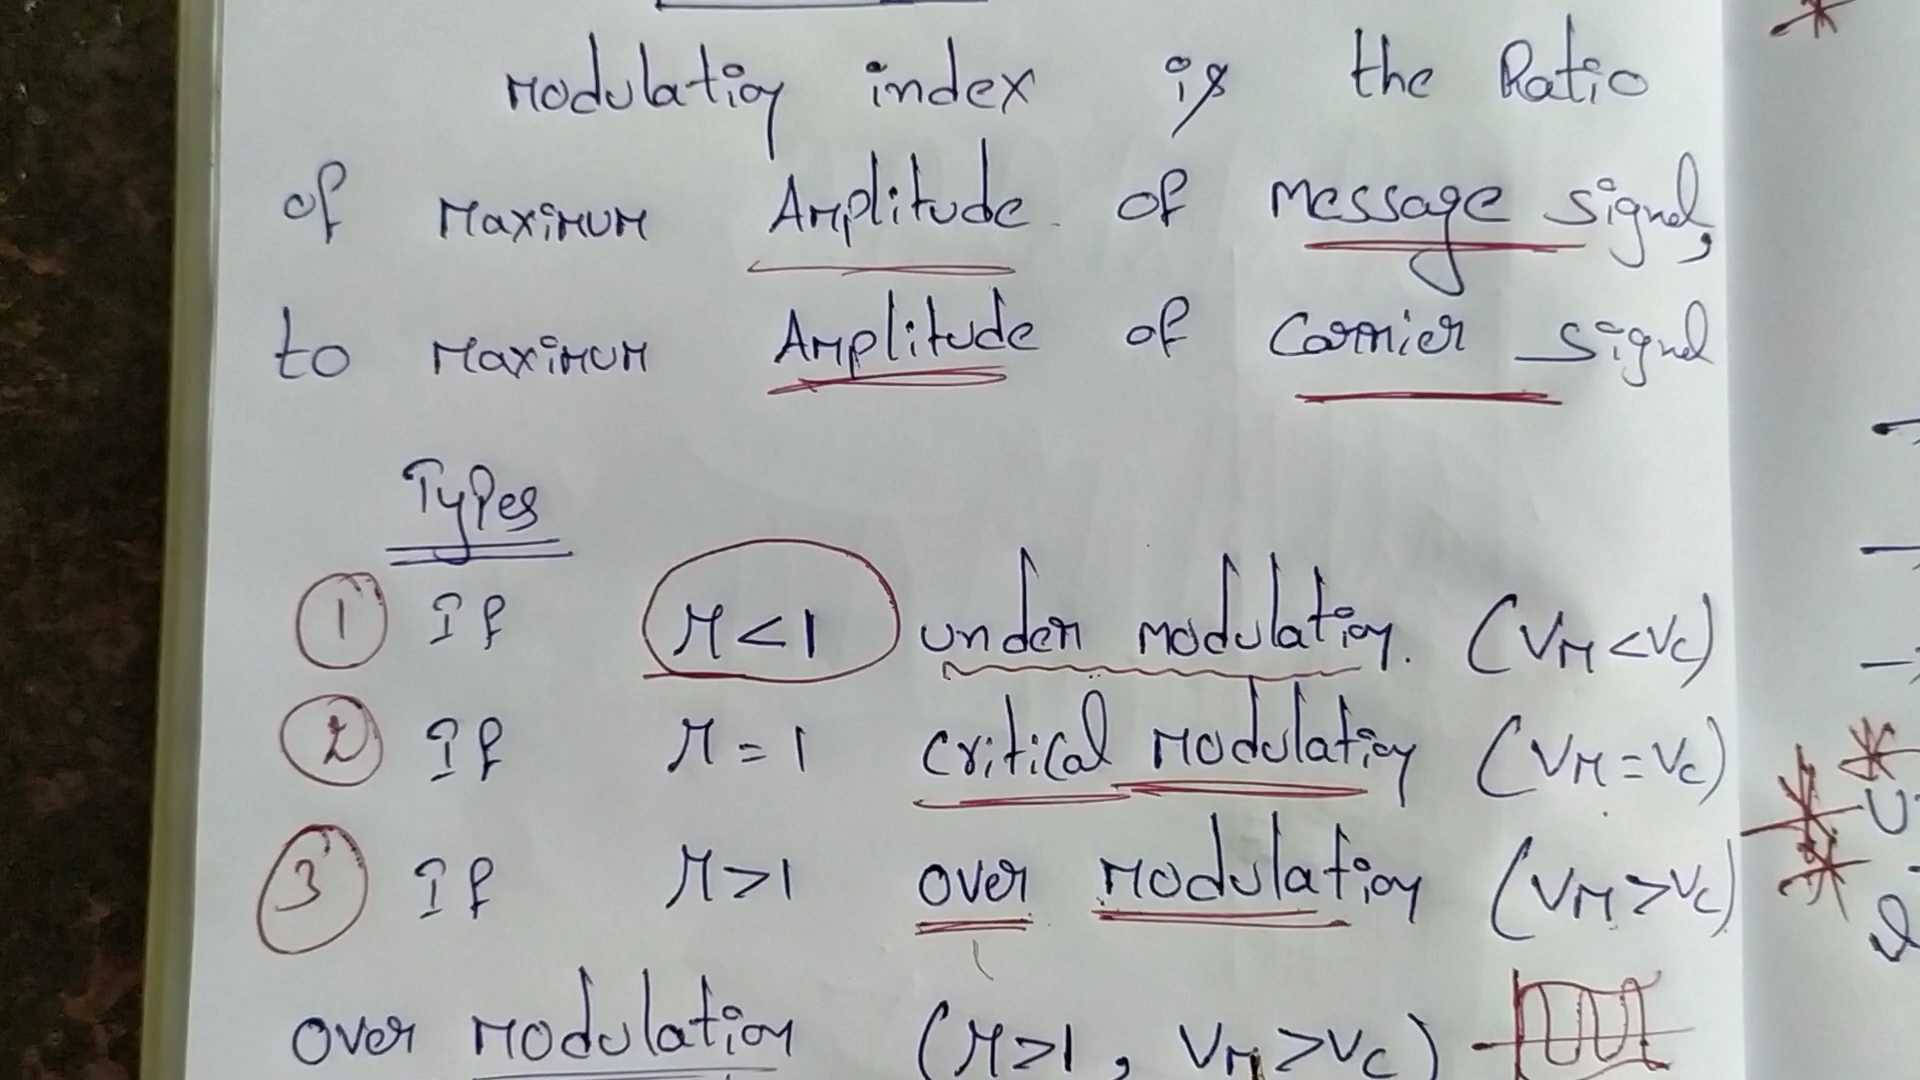 Modulation index is the Ratio
of Maximum Amplitude of Message signal,
to Maximum Amplitude of Carrier signal
Types
1 If M<1 under modulation. (VM<VC)
2 If M=1 critical Modulation (VM=VC)
3 If M>1 over Modulation (VM>VC)
over Modulation (M>1, VM>VC)